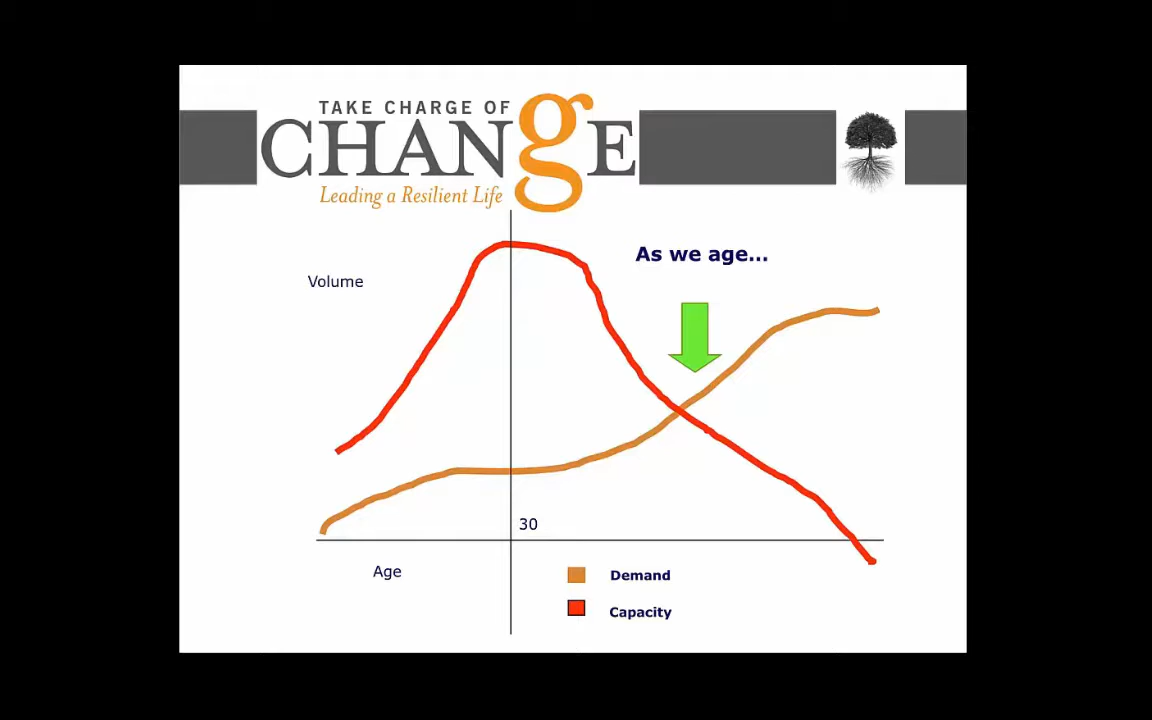 TAKE CHARGE OF
CHANgE
Leading a Resilient Life
As we age...
Volume
30
Age
Demand
Capacity